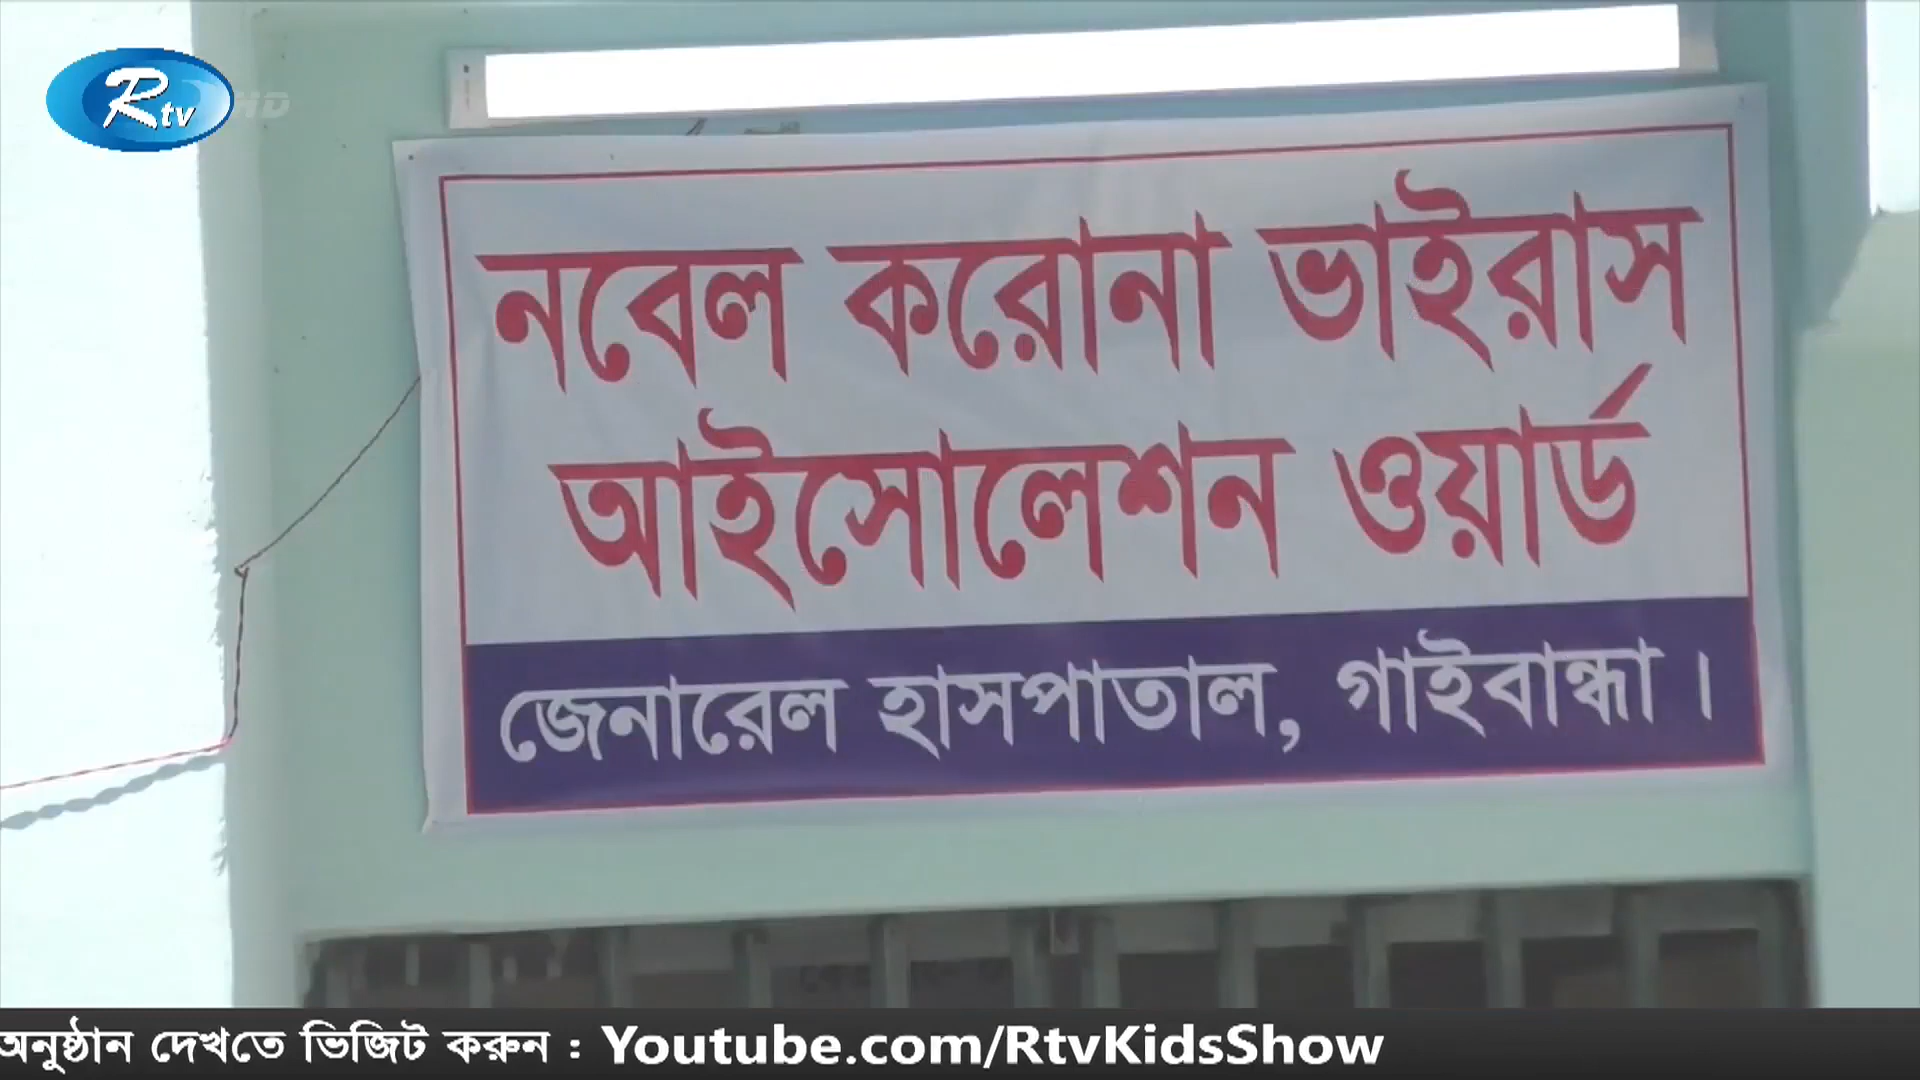 Rtv HD
নবেল করোনা ভাইরাস
আইসোলেশন ওয়ার্ড
জেনারেল হাসপাতাল, গাইবান্ধা।
অনুষ্ঠান দেখতে ভিজিট করুন : Youtube.com/RtvKidsShow